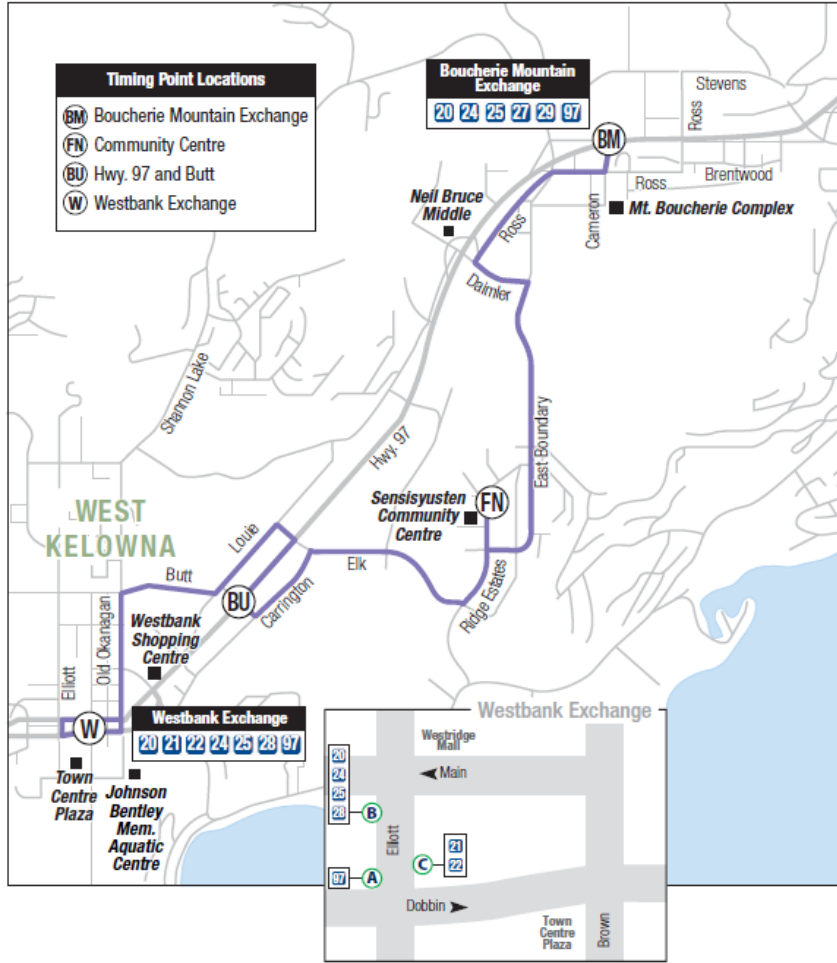 Timing Point Locations
BM Boucherie Mountain Exchange
FN Community Centre
BU Hwy. 97 and Butt
W Westbank Exchange
Boucherie Mountain
Exchange
20 24 25 27 29 97
Stevens
Ross
BM
Brentwood
Ross
Cameron
Mt. Boucherie Complex
Neil Bruce
Middle
Ross
Daimler
Shannon Lake
Hwy. 97
East Boundary
Sensisyusten
Community
Centre
FN
WEST
KELOWNA
Louie
Elk
Butt
BU
Carrington
Ridge Estates
Westbank
Shopping
Centre
Old Okanagan
Elliott
W
Westbank Exchange
20 21 22 24 25 28 97
Town
Centre
Plaza
Johnson
Bentley
Mem.
Aquatic
Centre
Westbank Exchange
Westridge
Mall
20
24
25
28
B
Main
Elliott
C
21
22
97
A
Dobbin
Town
Centre
Plaza
Brown